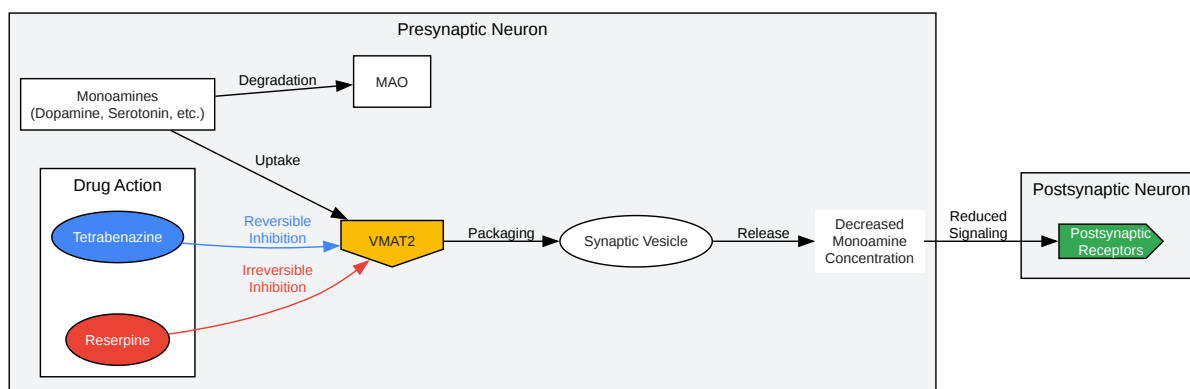 Presynaptic Neuron
Degradation
MAO
Monoamines
(Dopamine, Serotonin, etc.)
Uptake
Drug Action
Tetrabenazine
Reversible
Inhibition
VMAT2
Packaging
Synaptic Vesicle
Release
Decreased
Monoamine
Concentration
Reduced
Signaling
Postsynaptic Neuron
Postsynaptic
Receptors
Irreversible
Inhibition
Reserpine